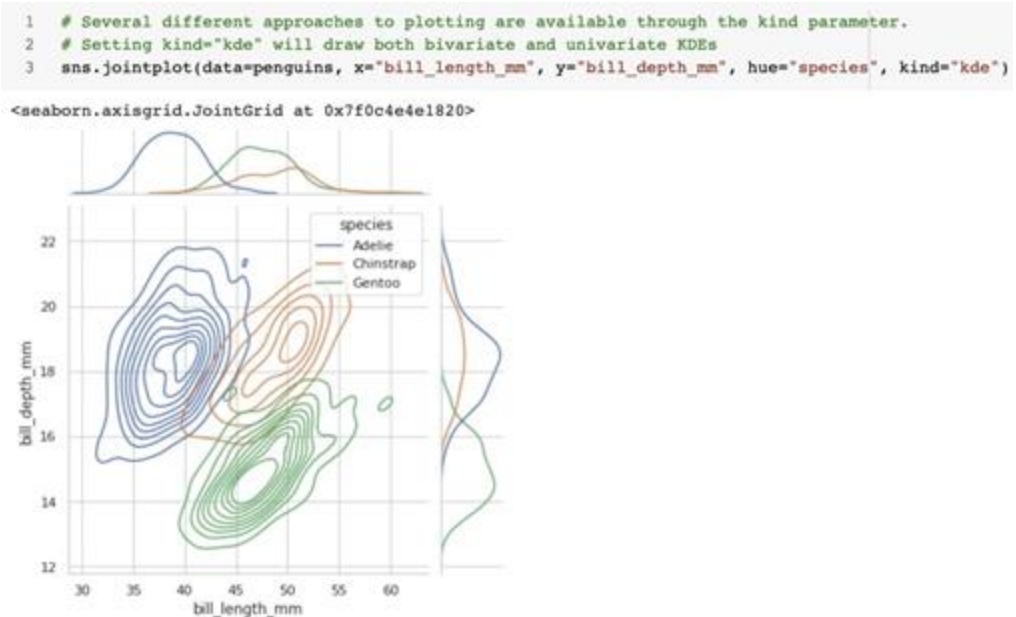 1 # Several different approaches to plotting are available through the kind parameter.
2 # Setting kind="kde" will draw both bivariate and univariate KDEs
3 sns.jointplot(data=penguins, x="bill_length_mm", y="bill_depth_mm", hue="species", kind="kde")
<seaborn.axisgrid.JointGrid at 0x7f0c4e4e1820>
species
Adelie
Chinstrap
Gentoo
22
20
18
16
14
12
bill_depth_mm
30 35 40 45 50 55 60
bill_length_mm